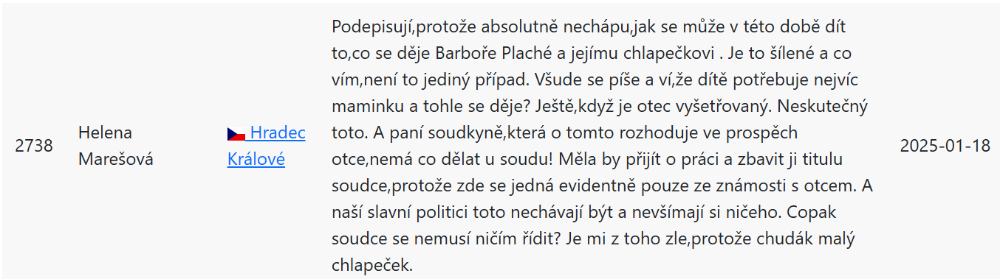 Podepisují,protože absolutně nechápu,jak se může v této době dít
to,co se děje Barboře Plaché a jejímu chlapečkovi . Je to šílené a co
vím,není to jediný případ. Všude se píše a ví,že dítě potřebuje nejvíc
maminku a tohle se děje? Ještě,když je otec vyšetřovaný. Neskutečný
toto. A paní soudkyně,která o tomto rozhoduje ve prospěch
otce,nemá co dělat u soudu! Měla by přijít o práci a zbavit ji titulu
soudce,protože zde se jedná evidentně pouze ze známosti s otcem. A
naší slavní politici toto nechávají být a nevšímají si ničeho. Copak
soudce se nemusí ničím řídit? Je mi z toho zle,protože chudák malý
chlapeček.
2738
Helena
Marešová
Hradec
Králové
2025-01-18